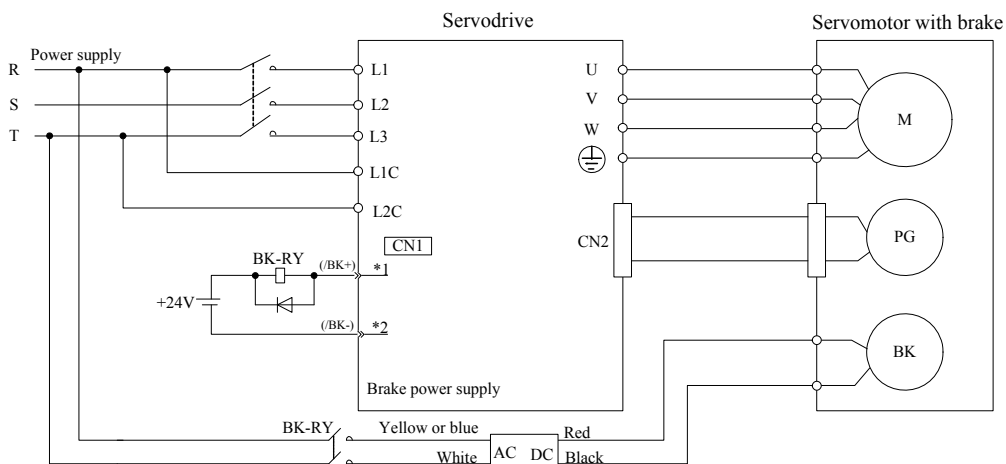 Servodrive
Servomotor with brake
Power supply
R
S
T
L1
L2
L3
L1C
L2C
U
V
W
M
CN1
CN2
PG
BK-RY
(/BK+)
*1
+24V
(/BK-)
*2
BK
Brake power supply
BK-RY
Yellow or blue
White
AC DC
Red
Black